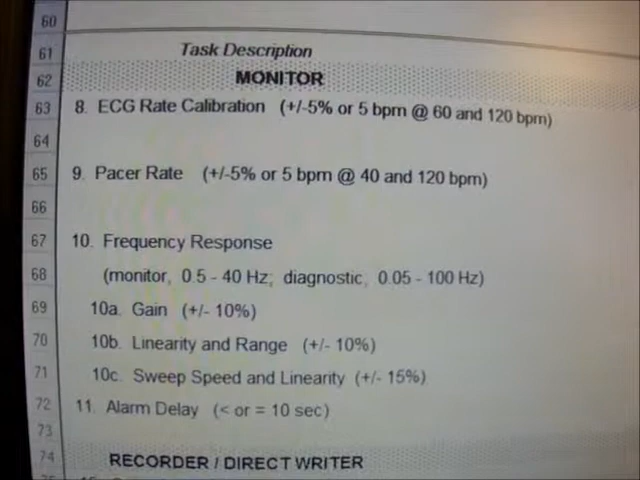 60
61 Task Description
62 MONITOR
63 8. ECG Rate Calibration (+/-5% or 5 bpm @ 60 and 120 bpm)
64
65 9. Pacer Rate (+/-5% or 5 bpm @ 40 and 120 bpm)
66
67 10. Frequency Response
68 (monitor, 0.5 - 40 Hz; diagnostic, 0.05 - 100 Hz)
69 10a. Gain (+/- 10%)
70 10b. Linearity and Range (+/- 10%)
71 10c. Sweep Speed and Linearity (+/- 15%)
72 11. Alarm Delay (< or = 10 sec)
73
74 RECORDER / DIRECT WRITER